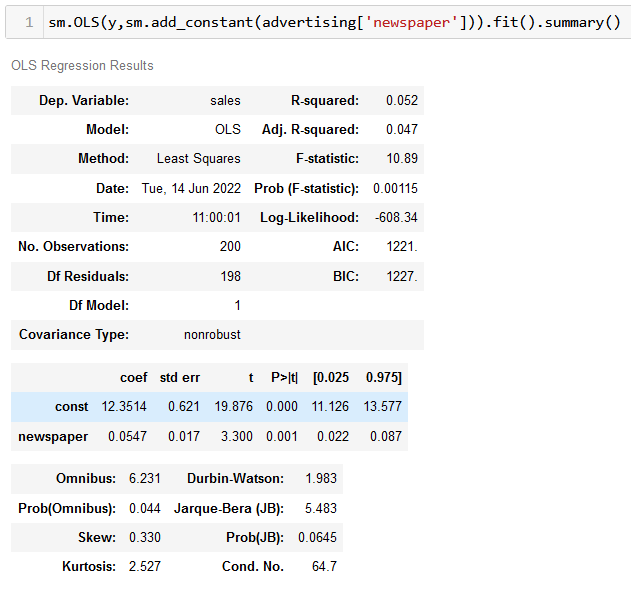 1 sm.OLS(y,sm.add_constant(advertising['newspaper'])).fit().summary()
OLS Regression Results
Dep. Variable: sales R-squared: 0.052
Model: OLS Adj. R-squared: 0.047
Method: Least Squares F-statistic: 10.89
Date: Tue, 14 Jun 2022 Prob (F-statistic): 0.00115
Time: 11:00:01 Log-Likelihood: -608.34
No. Observations: 200 AIC: 1221.
Df Residuals: 198 BIC: 1227.
Df Model: 1
Covariance Type: nonrobust
coef std err t P>|t| [0.025 0.975]
const 12.3514 0.621 19.876 0.000 11.126 13.577
newspaper 0.0547 0.017 3.300 0.001 0.022 0.087
Omnibus: 6.231 Durbin-Watson: 1.983
Prob(Omnibus): 0.044 Jarque-Bera (JB): 5.483
Skew: 0.330 Prob(JB): 0.0645
Kurtosis: 2.527 Cond. No. 64.7